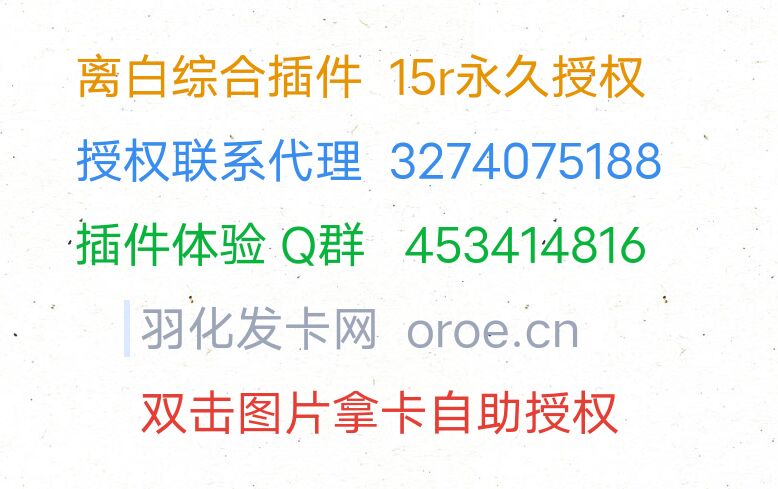 离白综合插件 15r永久授权
授权联系代理 3274075188
插件体验 Q群 453414816
羽化发卡网 oroe.cn
双击图片拿卡自助授权